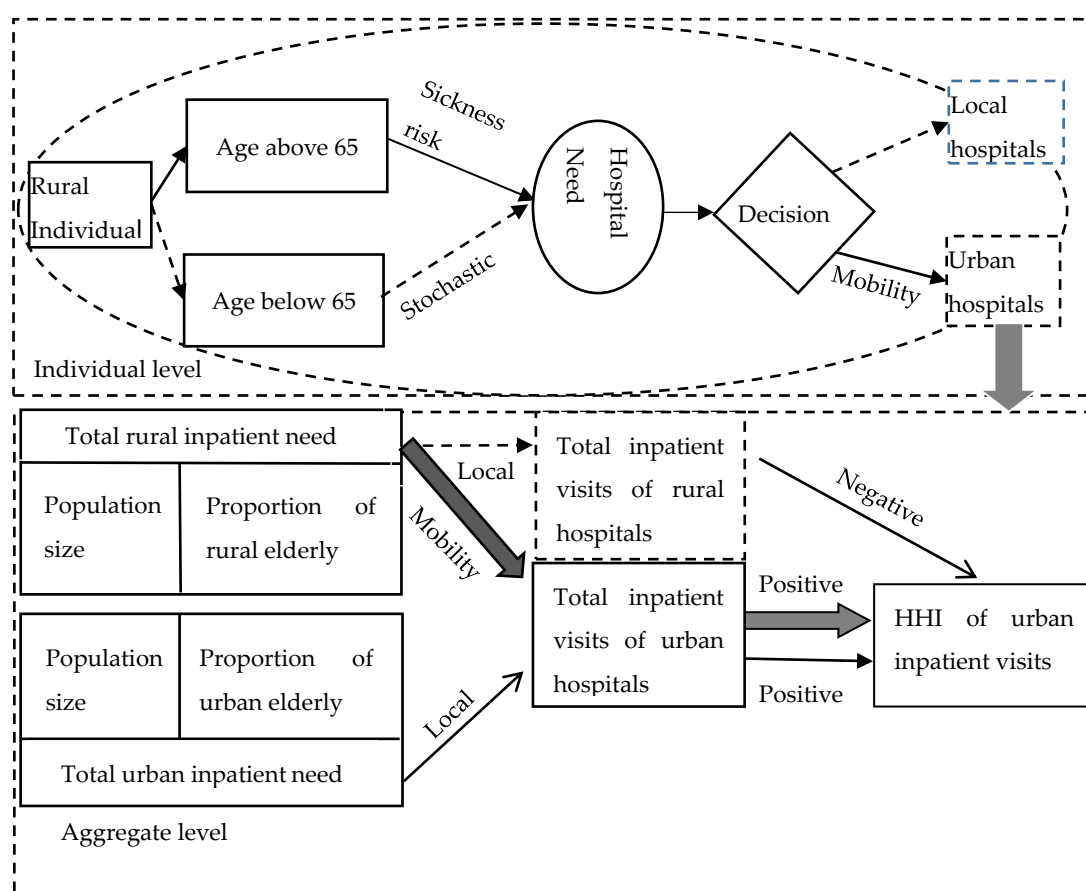 Rural
Individual
Age above 65
Age below 65
Sickness
risk
Stochastic
Hospital
Need
Decision
Mobility
Local
hospitals
Urban
hospitals
Individual level
Total rural inpatient need
Population
size
Proportion of
rural elderly
Local
Mobility
Total inpatient
visits of rural
hospitals
Negative
Population
size
Proportion of
urban elderly
Total urban inpatient need
Local
Total inpatient
visits of urban
hospitals
Positive
Positive
HHI of urban
inpatient visits
Aggregate level